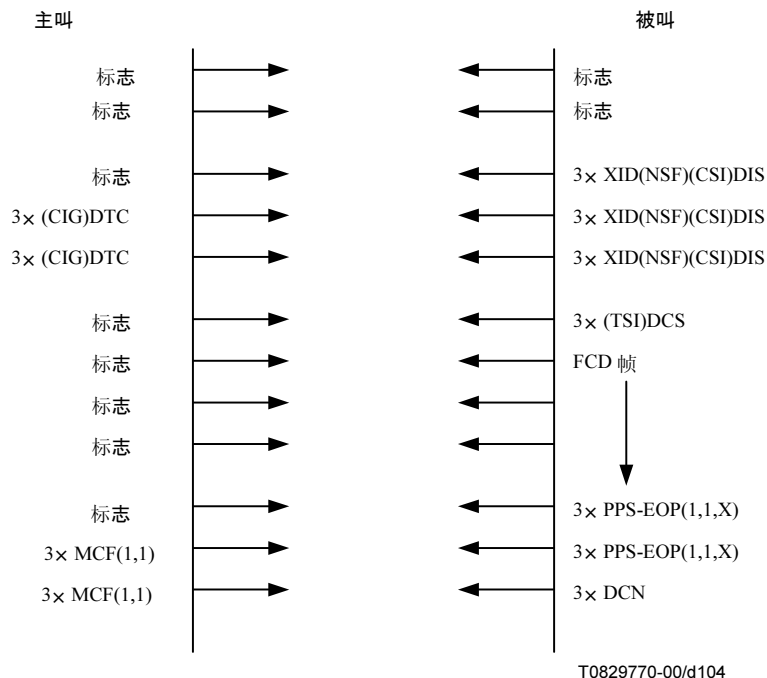 主叫 被叫
标志 标志
标志 标志
标志 3× XID(NSF)(CSI)DIS
3× (CIG)DTC 3× XID(NSF)(CSI)DIS
3× (CIG)DTC 3× XID(NSF)(CSI)DIS
标志 3× (TSI)DCS
标志 FCD 帧
标志
标志
标志 3× PPS-EOP(1,1,X)
3× MCF(1,1) 3× PPS-EOP(1,1,X)
3× MCF(1,1) 3× DCN
T0829770-00/d104